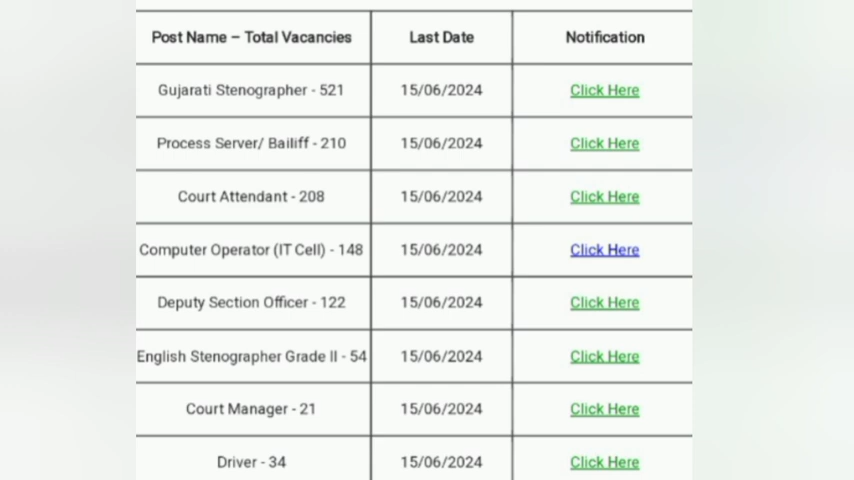 Post Name – Total Vacancies Last Date Notification
Gujarati Stenographer - 521 15/06/2024 Click Here
Process Server/ Bailiff - 210 15/06/2024 Click Here
Court Attendant - 208 15/06/2024 Click Here
Computer Operator (IT Cell) - 148 15/06/2024 Click Here
Deputy Section Officer - 122 15/06/2024 Click Here
English Stenographer Grade II - 54 15/06/2024 Click Here
Court Manager - 21 15/06/2024 Click Here
Driver - 34 15/06/2024 Click Here